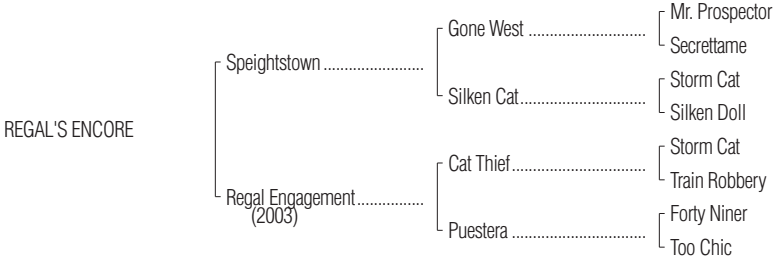 Mr. Prospector
Gone West ..............................
Secrettame
Speightstown ..........................
Storm Cat
Silken Cat................................
Silken Doll
REGAL'S ENCORE
Storm Cat
Cat Thief..................................
Train Robbery
Regal Engagement.................
(2003)
Forty Niner
Puestera ..................................
Too Chic